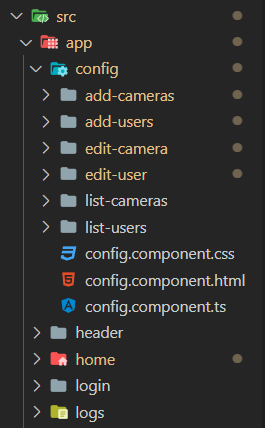 src
app
config
add-cameras
add-users
edit-camera
edit-user
list-cameras
list-users
config.component.css
config.component.html
config.component.ts
header
home
login
logs